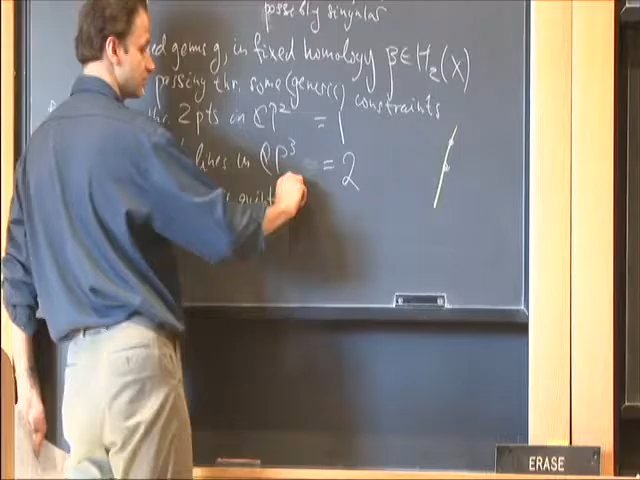 possibly singular
ed genus g, in fixed homology β∈H₂(X)
passing thr. some (generic) constraints
2 pts in ℂP² = 1
lines in ℂP³ = 2
ERASE